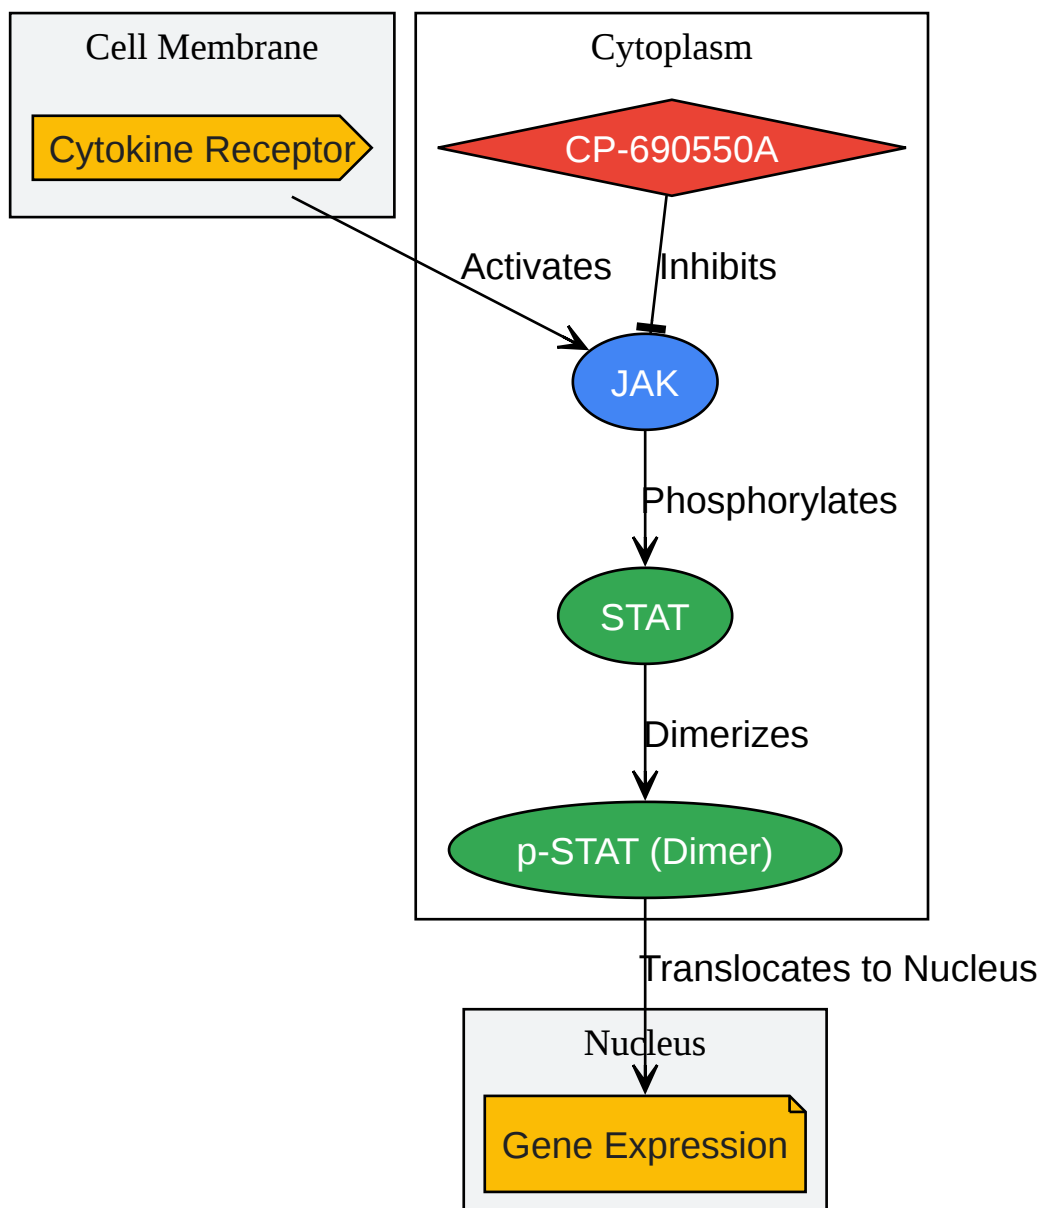 Cell Membrane
Cytoplasm
Cytokine Receptor
CP-690550A
Activates
Inhibits
JAK
Phosphorylates
STAT
Dimerizes
p-STAT (Dimer)
Translocates to Nucleus
Nucleus
Gene Expression